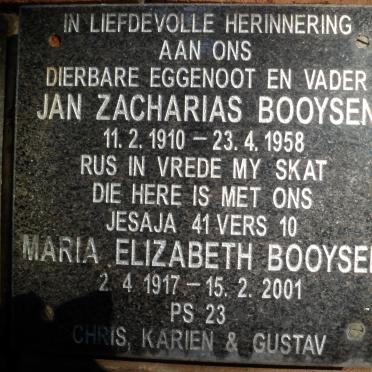 IN LIEFDEVOLLE HERINNERING
AAN ONS
DIERBARE EGGENOOT EN VADER
JAN ZACHARIAS BOOYSEN
11. 2. 1910 – 23. 4. 1958
RUS IN VREDE MY SKAT
DIE HERE IS MET ONS
JESAJA 41 VERS 10
MARIA ELIZABETH BOOYSEN
2. 4 1917 – 15. 2. 2001
PS 23
CHRIS, KARIEN & GUSTAV